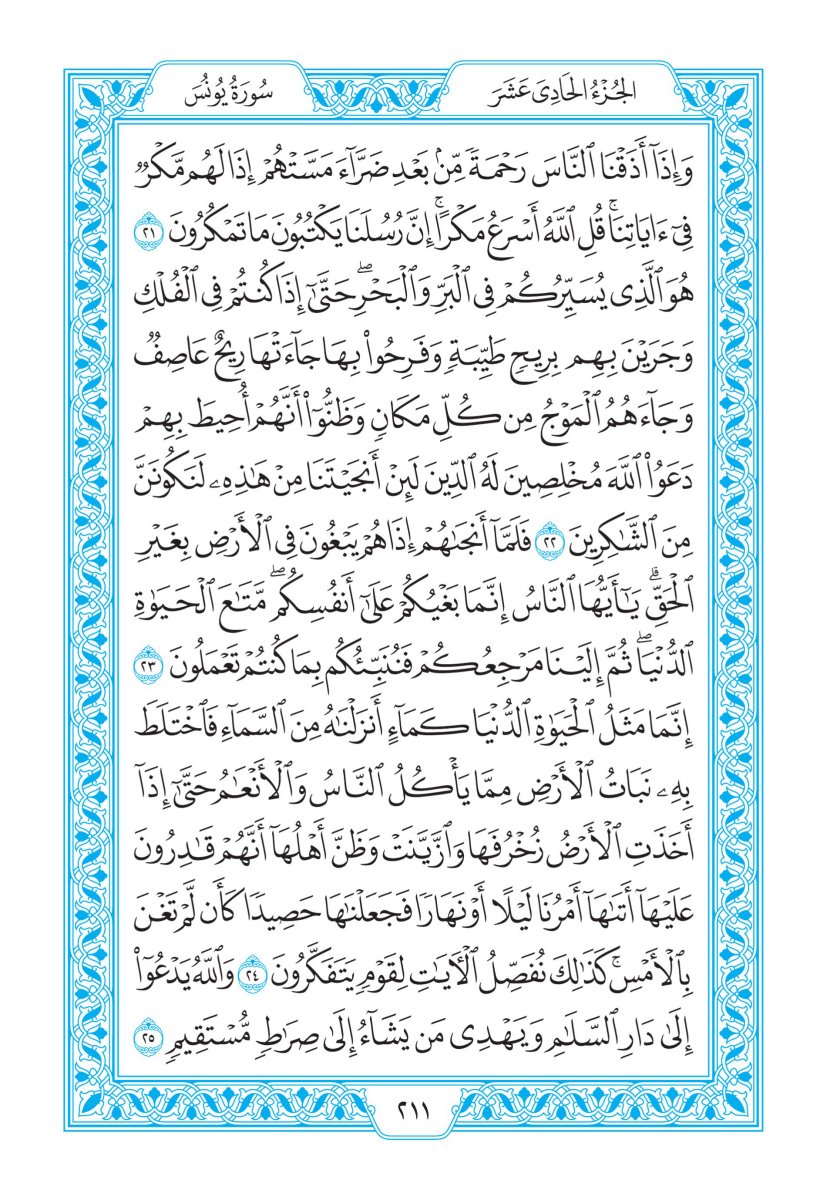 الجُزْءُ الحَادِىَ عَشَرَ
سُورَةُ يُونُسَ
وَإِذَآ أَذَقْنَا ٱلنَّاسَ رَحْمَةً مِّنۢ بَعْدِ ضَرَّآءَ مَسَّتْهُمْ إِذَا لَهُم مَّكْرٌ
فِىٓ ءَايَاتِنَاۚ قُلِ ٱللَّهُ أَسْرَعُ مَكْرًاۚ إِنَّ رُسُلَنَا يَكْتُبُونَ مَا تَمْكُرُونَ ٢١
هُوَ ٱلَّذِى يُسَيِّرُكُمْ فِى ٱلْبَرِّ وَٱلْبَحْرِۖ حَتَّىٰٓ إِذَا كُنتُمْ فِى ٱلْفُلْكِ
وَجَرَيْنَ بِهِم بِرِيحٍ طَيِّبَةٍ وَفَرِحُوا۟ بِهَا جَآءَتْهَا رِيحٌ عَاصِفٌ
وَجَآءَهُمُ ٱلْمَوْجُ مِن كُلِّ مَكَانٍ وَظَنُّوٓا۟ أَنَّهُمْ أُحِيطَ بِهِمْ
دَعَوُا۟ ٱللَّهَ مُخْلِصِينَ لَهُ ٱلدِّينَ لَئِنْ أَنجَيْتَنَا مِنْ هَٰذِهِۦ لَنَكُونَنَّ
مِنَ ٱلشَّٰكِرِينَ ٢٢ فَلَمَّآ أَنجَىٰهُمْ إِذَا هُمْ يَبْغُونَ فِى ٱلْأَرْضِ بِغَيْرِ
ٱلْحَقِّۗ يَٰٓأَيُّهَا ٱلنَّاسُ إِنَّمَا بَغْيُكُمْ عَلَىٰٓ أَنفُسِكُمۖ مَّتَٰعَ ٱلْحَيَوٰةِ
ٱلدُّنْيَاۖ ثُمَّ إِلَيْنَا مَرْجِعُكُمْ فَنُنَبِّئُكُم بِمَا كُنتُمْ تَعْمَلُونَ ٢٣
إِنَّمَا مَثَلُ ٱلْحَيَوٰةِ ٱلدُّنْيَا كَمَآءٍ أَنزَلْنَٰهُ مِنَ ٱلسَّمَآءِ فَٱخْتَلَطَ
بِهِۦ نَبَاتُ ٱلْأَرْضِ مِمَّا يَأْكُلُ ٱلنَّاسُ وَٱلْأَنْعَٰمُ حَتَّىٰٓ إِذَآ
أَخَذَتِ ٱلْأَرْضُ زُخْرُفَهَا وَٱزَّيَّنَتْ وَظَنَّ أَهْلُهَآ أَنَّهُمْ قَٰدِرُونَ
عَلَيْهَآ أَتَىٰهَآ أَمْرُنَا لَيْلًا أَوْ نَهَارًا فَجَعَلْنَٰهَا حَصِيدًا كَأَن لَّمْ تَغْنَ
بِٱلْأَمْسِۚ كَذَٰلِكَ نُفَصِّلُ ٱلْءَايَٰتِ لِقَوْمٍ يَتَفَكَّرُونَ ٢٤ وَٱللَّهُ يَدْعُوٓا۟
إِلَىٰ دَارِ ٱلسَّلَٰمِ وَيَهْدِى مَن يَشَآءُ إِلَىٰ صِرَٰطٍ مُّسْتَقِيمٍ ٢٥
٢١١